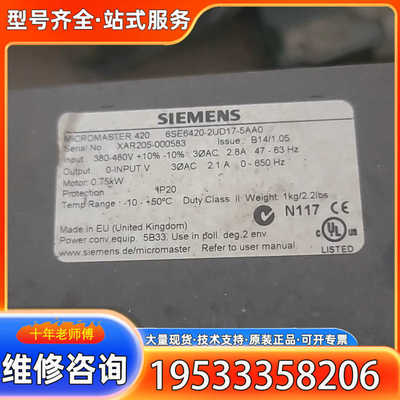 型号齐全·站式服务
SIEMENS
MICROMASTER 420 6SE6420-2UD17-5AA0
Serial No XAR205-000583 Issue: B14/1.05
Input 380-480V +10% -10% 3ØAC 2.8A 47 - 63 Hz
Output 0-INPUT V 3ØAC 2.1 A 0 - 650 Hz
Motor: 0.75kW
Protection IP20
Temp Range: -10 - +50°C Duty Class II Weight: 1kg/2.2lbs
N117
UL
Made in EU (United Kingdom)
Power conv.equip. 5B33. Use in poll. deg.2 env.
www.siemens.de/micromaster Refer to user manual.
LISTED
十年老师傅
大量现货·技术支持·原装正品·可开票
维修咨询
19533358206